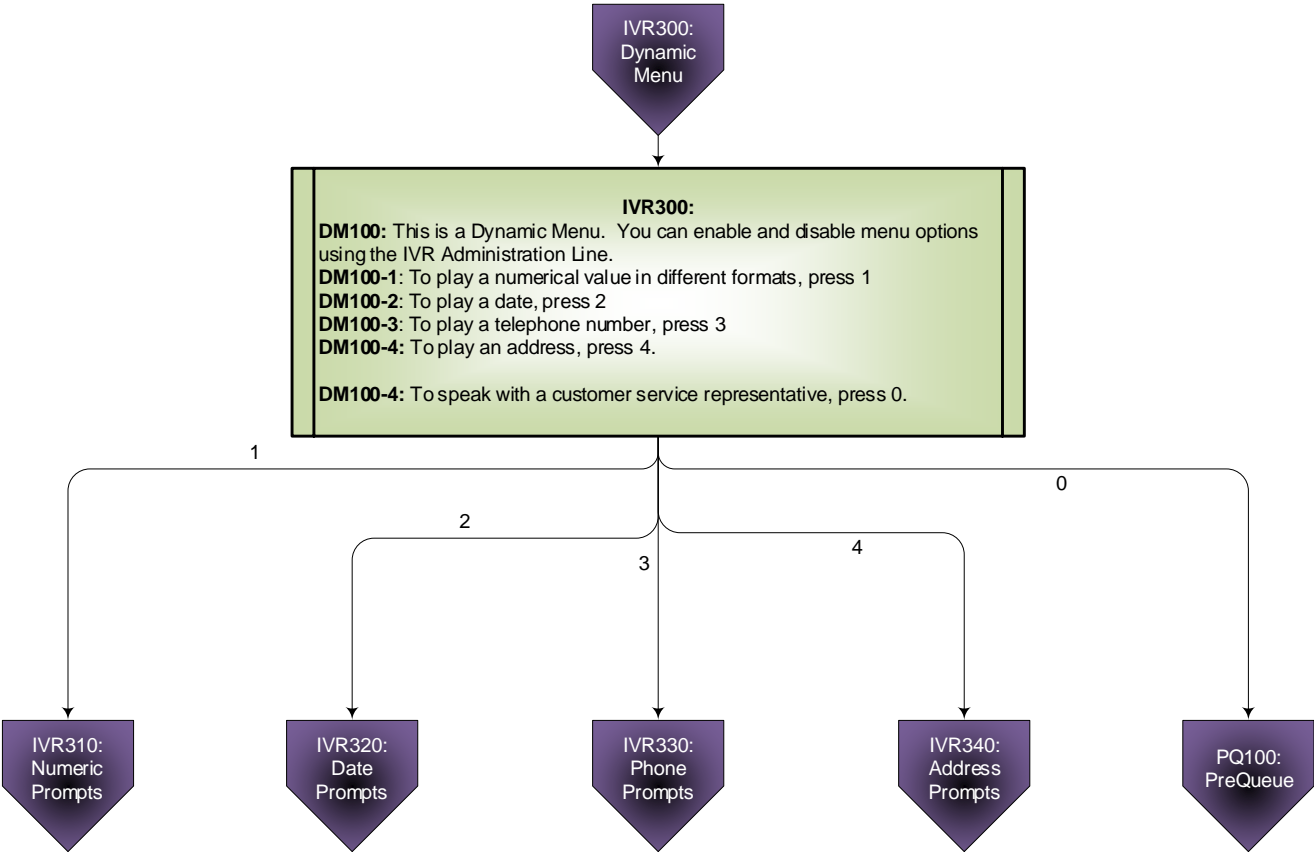 IVR300:
Dynamic
Menu
IVR300:
DM100: This is a Dynamic Menu.  You can enable and disable menu options
using the IVR Administration Line.
DM100-1: To play a numerical value in different formats, press 1
DM100-2: To play a date, press 2
DM100-3: To play a telephone number, press 3
DM100-4: To play an address, press 4.
DM100-4: To speak with a customer service representative, press 0.
1
0
2
4
3
IVR310:
Numeric
Prompts
IVR320:
Date
Prompts
IVR330:
Phone
Prompts
IVR340:
Address
Prompts
PQ100:
PreQueue